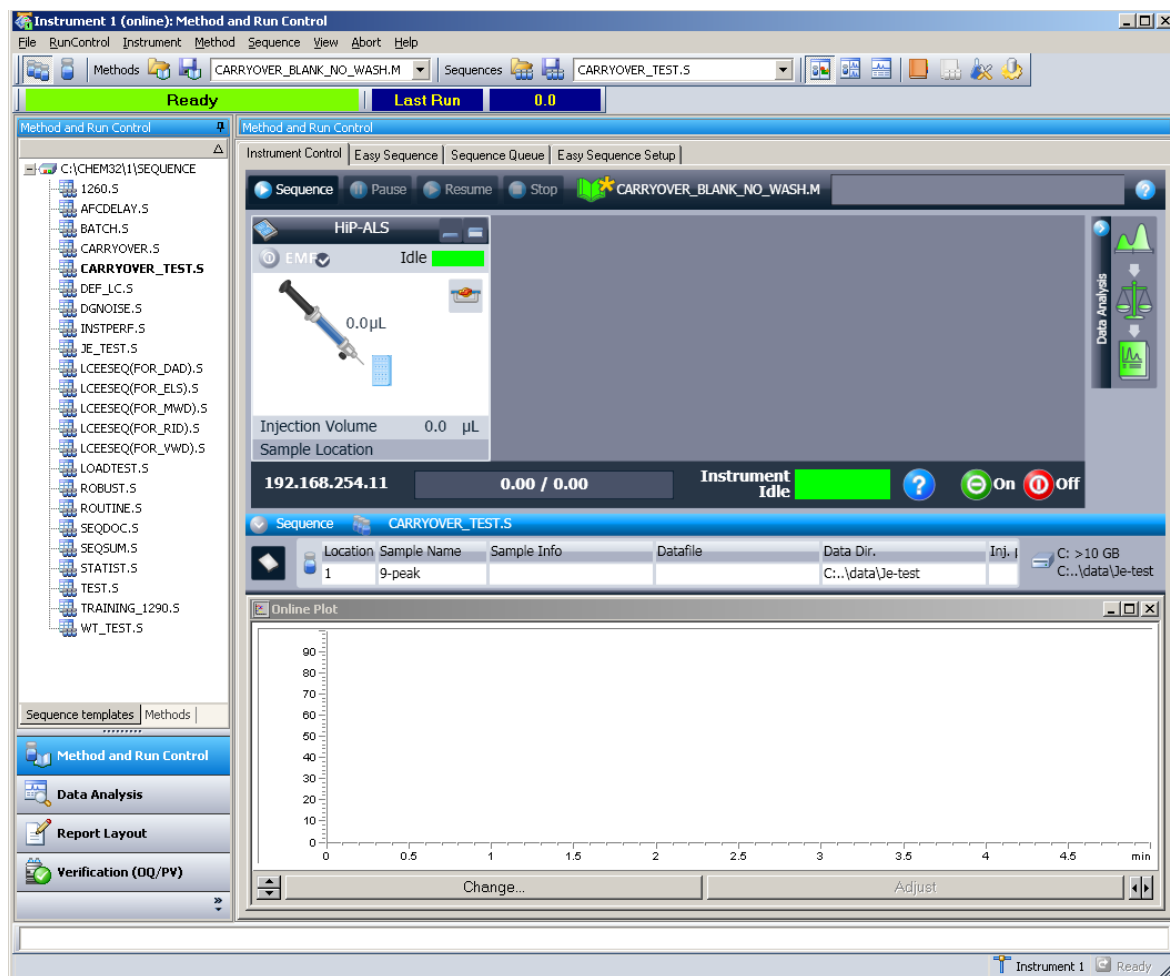 Instrument 1 (online): Method and Run Control
File RunControl Instrument Method Sequence View Abort Help
Methods CARRYOVER_BLANK_NO_WASH.M Sequences CARRYOVER_TEST.S
Ready Last Run 0.0
Method and Run Control
C:\CHEM32\1\SEQUENCE
1260.S
AFCDELAY.S
BATCH.S
CARRYOVER.S
CARRYOVER_TEST.S
DEF_LC.S
DGNOISE.S
INSTPERF.S
JE_TEST.S
LCEESEQ(FOR_DAD).S
LCEESEQ(FOR_ELS).S
LCEESEQ(FOR_MWD).S
LCEESEQ(FOR_RID).S
LCEESEQ(FOR_VWD).S
LOADTEST.S
ROBUST.S
ROUTINE.S
SEQDOC.S
SEQSUM.S
STATIST.S
TEST.S
TRAINING_1290.S
WT_TEST.S
Sequence templates Methods
Method and Run Control
Data Analysis
Report Layout
Verification (OQ/PV)
Method and Run Control
Instrument Control Easy Sequence Sequence Queue Easy Sequence Setup
Sequence Pause Resume Stop CARRYOVER_BLANK_NO_WASH.M
HiP-ALS
EMF Idle
0.0µL
Injection Volume 0.0 µL
Sample Location
Data Analysis
192.168.254.11 0.00 / 0.00 Instrument Idle On Off
Sequence CARRYOVER_TEST.S
Location Sample Name Sample Info Datafile Data Dir. Inj. C: >10 GB
1 9-peak C:..\data\Je-test C:..\data\Je-test
Online Plot
90
80
70
60
50
40
30
20
10
0
0 0.5 1 1.5 2 2.5 3 3.5 4 4.5 min
Change... Adjust
Instrument 1 Ready